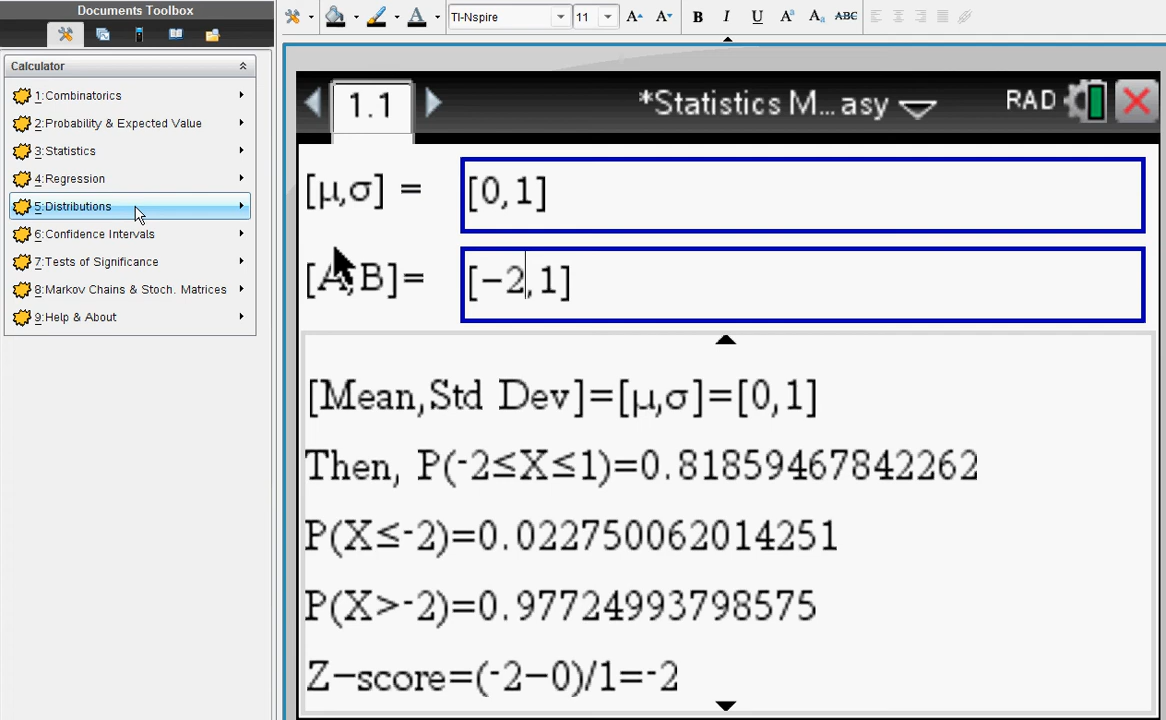 Documents Toolbox
Calculator
1:Combinatorics
2:Probability & Expected Value
3:Statistics
4:Regression
5:Distributions
6:Confidence Intervals
7:Tests of Significance
8:Markov Chains & Stoch. Matrices
9:Help & About
TI-Nspire 11 A A B I U Aᵃ Aₐ ABC
1.1 *Statistics M... asy RAD
[μ,σ] = [0,1]
[A,B]= [−2,1]
[Mean,Std Dev]=[μ,σ]=[0,1]
Then, P(⁻2≤X≤1)=0.81859467842262
P(X≤⁻2)=0.022750062014251
P(X>⁻2)=0.97724993798575
Z−score=(⁻2−0)/1=⁻2